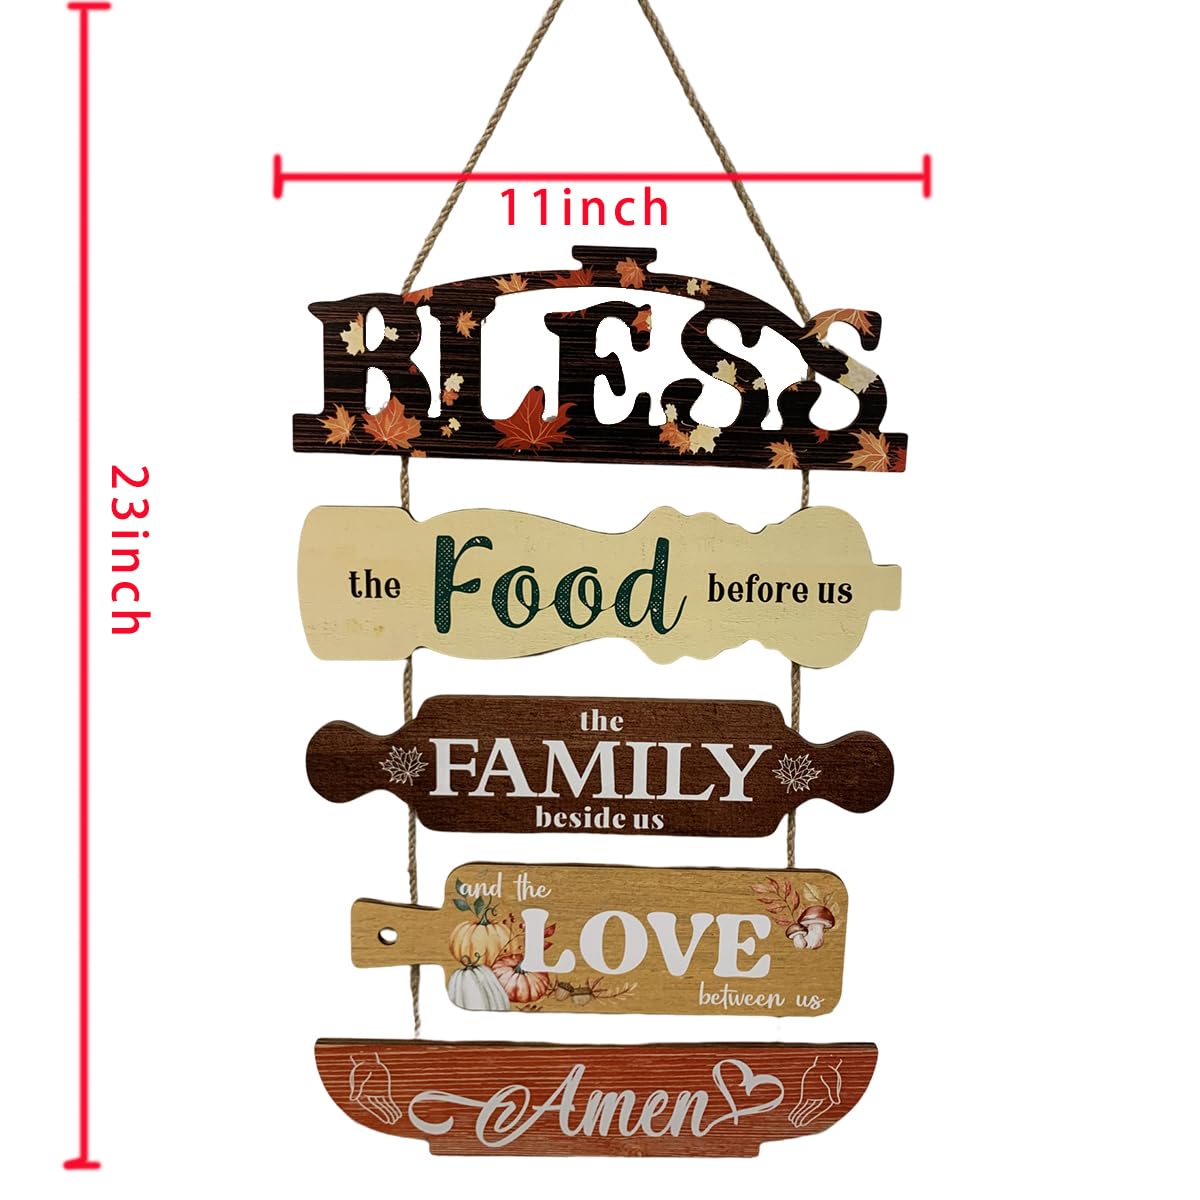 11inch
23inch
BLESS
the Food before us
the
FAMILY
beside us
and the
LOVE
between us
Amen